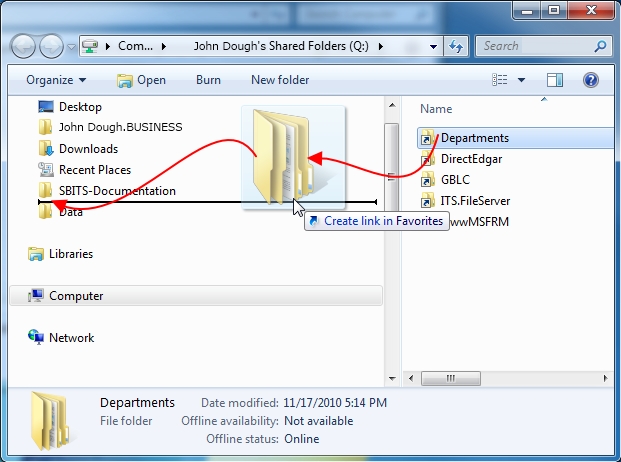 Com...
John Dough's Shared Folders (Q:)
Search
Organize
Open
Burn
New folder
Desktop
John Dough.BUSINESS
Downloads
Recent Places
SBITS-Documentation
Data
Libraries
Computer
Network
Name
Departments
DirectEdgar
GBLC
ITS.FileServer
wwMSFRM
Create link in Favorites
Departments
Date modified: 11/17/2010 5:14 PM
File folder
Offline availability: Not available
Offline status: Online